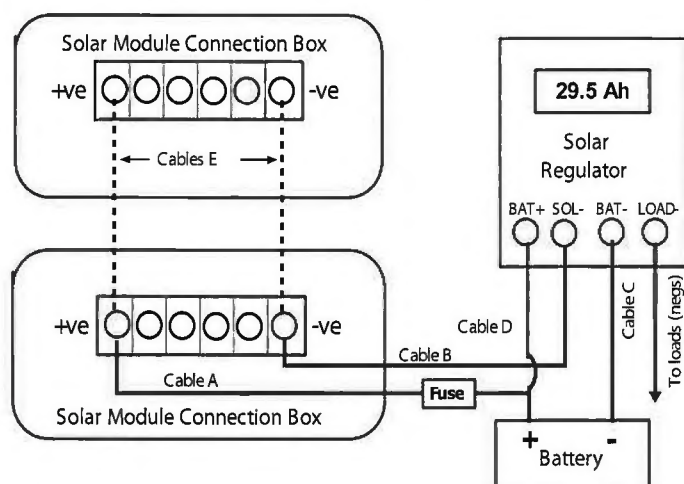 Solar Module Connection Box
+ve
-ve
Cables E
29.5 Ah
Solar
Regulator
BAT+ SOL- BAT- LOAD-
+ve
-ve
Cable D
Cable C
To loads (negs)
Cable B
Cable A
Fuse
Solar Module Connection Box
+ -
Battery